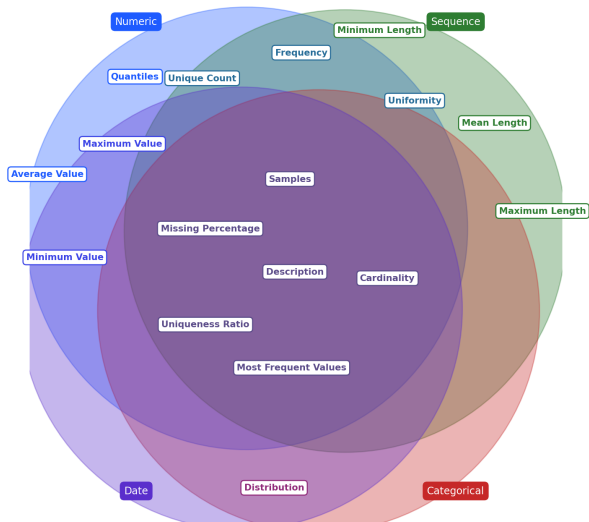 Numeric
Sequence
Minimum Length
Frequency
Quantiles
Unique Count
Uniformity
Mean Length
Maximum Value
Average Value
Samples
Maximum Length
Missing Percentage
Minimum Value
Description
Cardinality
Uniqueness Ratio
Most Frequent Values
Distribution
Date
Categorical